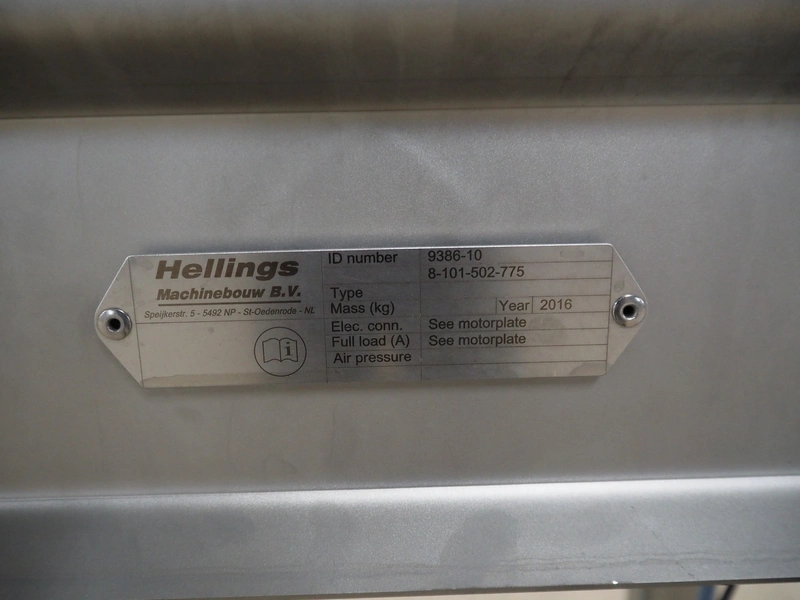 Hellings
Machinebouw B.V.
Speijkerstr. 5 - 5492 NP - St-Oedenrode - NL
ID number 9386-10
8-101-502-775
Type
Mass (kg) Year 2016
Elec. conn. See motorplate
Full load (A) See motorplate
Air pressure